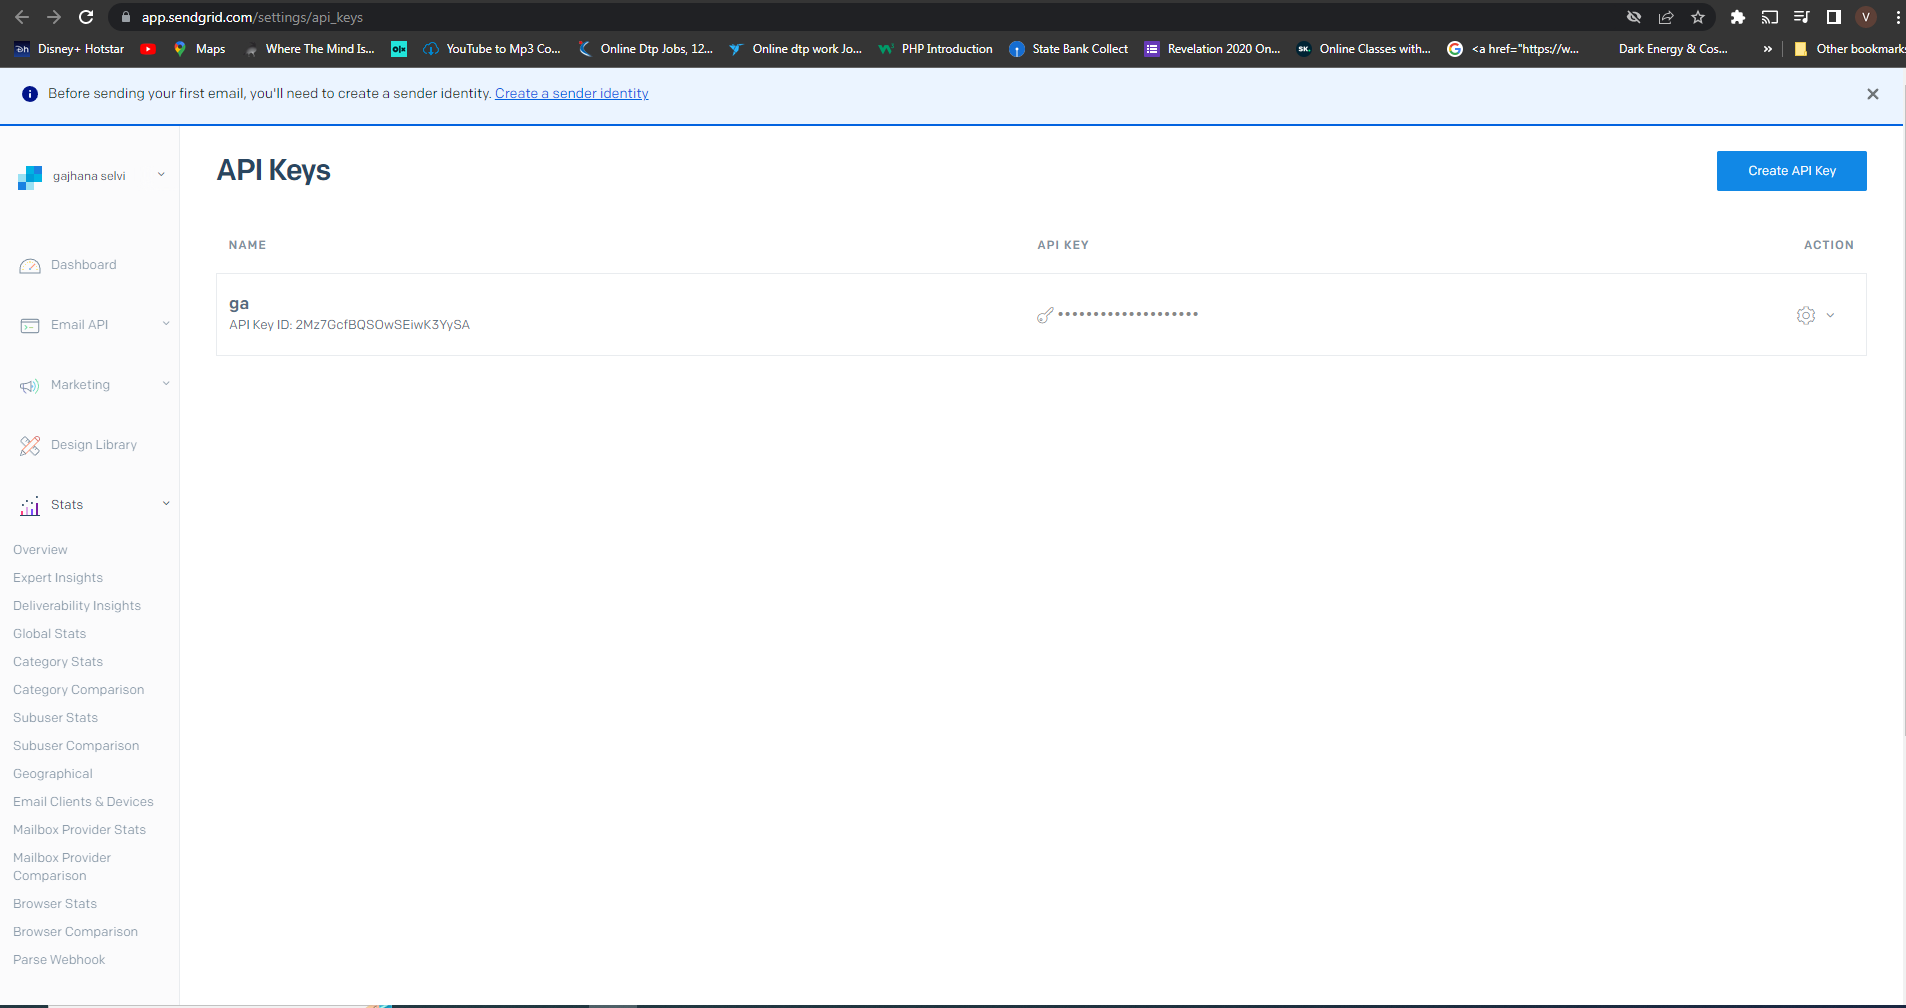 app.sendgrid.com/settings/api_keys
V
Disney+ Hotstar
Maps
Where The Mind Is...
YouTube to Mp3 Co...
Online Dtp Jobs, 12...
Online dtp work Jo...
PHP Introduction
State Bank Collect
Revelation 2020 On...
SK.
Online Classes with...
<a href="https://w...
Dark Energy & Cos...
»
Other bookmarks
Before sending your first email, you'll need to create a sender identity. Create a sender identity
gajhana selvi
API Keys
Create API Key
NAME
API KEY
ACTION
ga
API Key ID: 2Mz7GcfBQSOwSEiwK3YySA
••••••••••••••••••••
Dashboard
Email API
Marketing
Design Library
Stats
Overview
Expert Insights
Deliverability Insights
Global Stats
Category Stats
Category Comparison
Subuser Stats
Subuser Comparison
Geographical
Email Clients & Devices
Mailbox Provider Stats
Mailbox Provider
Comparison
Browser Stats
Browser Comparison
Parse Webhook